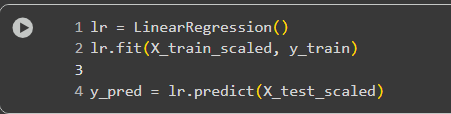 1 lr = LinearRegression()
2 lr.fit(X_train_scaled, y_train)
3
4 y_pred = lr.predict(X_test_scaled)